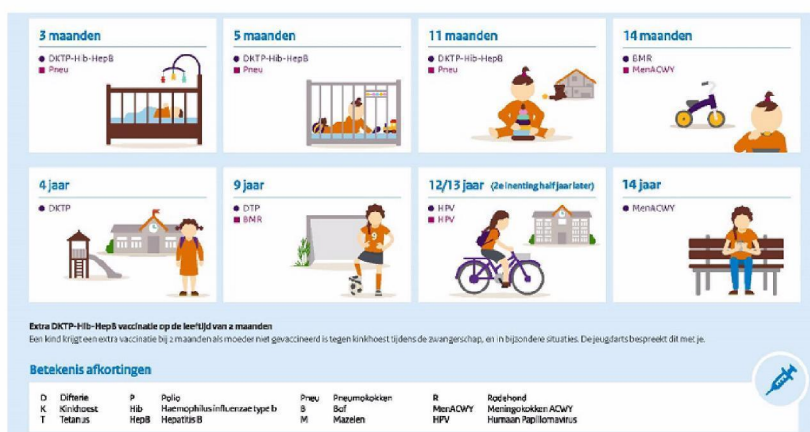 3 maanden
DKTP-Hib-HepB
Pneu
5 maanden
DKTP-Hib-HepB
Pneu
11 maanden
DKTP-Hib-HepB
Pneu
14 maanden
BMR
MenACWY
4 jaar
DKTP
9 jaar
DTP
BMR
9
12/13 jaar (2e inenting half jaar later)
HPV
HPV
14 jaar
MenACWY
Extra DKTP-Hib-HepB vaccinatie op de leeftijd van 2 maanden
Een kind krijgt een extra vaccinatie bij 2 maanden als moeder niet gevaccineerd is tegen kinkhoest tijdens de zwangerschap, en in bijzondere situaties. De jeugdarts bespreekt dit met je.
Betekenis afkortingen
D Difterie P Polio Pneu Pneumokokken R Rodehond
K Kinkhoest Hib Haemophilus influenzae type b B Bof MenACWY Meningokokken ACWY
T Tetanus HepB Hepatitis B M Mazelen HPV Humaan Papillomavirus